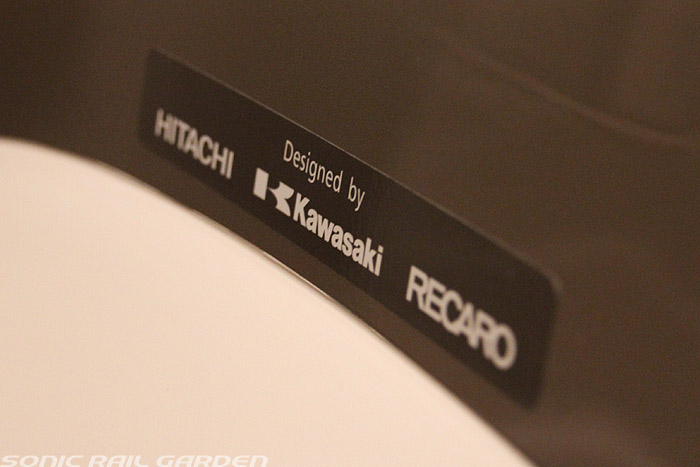 Designed by
HITACHI
Kawasaki
RECARO
SONIC RAIL GARDEN